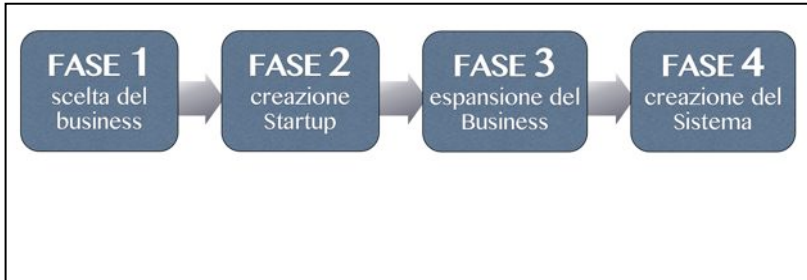 FASE 1
scelta del
business
FASE 2
creazione
Startup
FASE 3
espansione del
Business
FASE 4
creazione del
Sistema